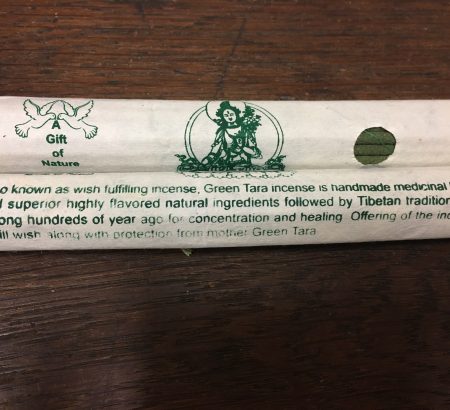 A
Gift
of
Nature
o known as wish fulfilling incense, Green Tara incense is handmade medicinal
d superior highly flavored natural ingredients followed by Tibetan tradition
ong hundreds of year ago for concentration and healing. Offering of the inc
ill wish along with protection from mother Green Tara